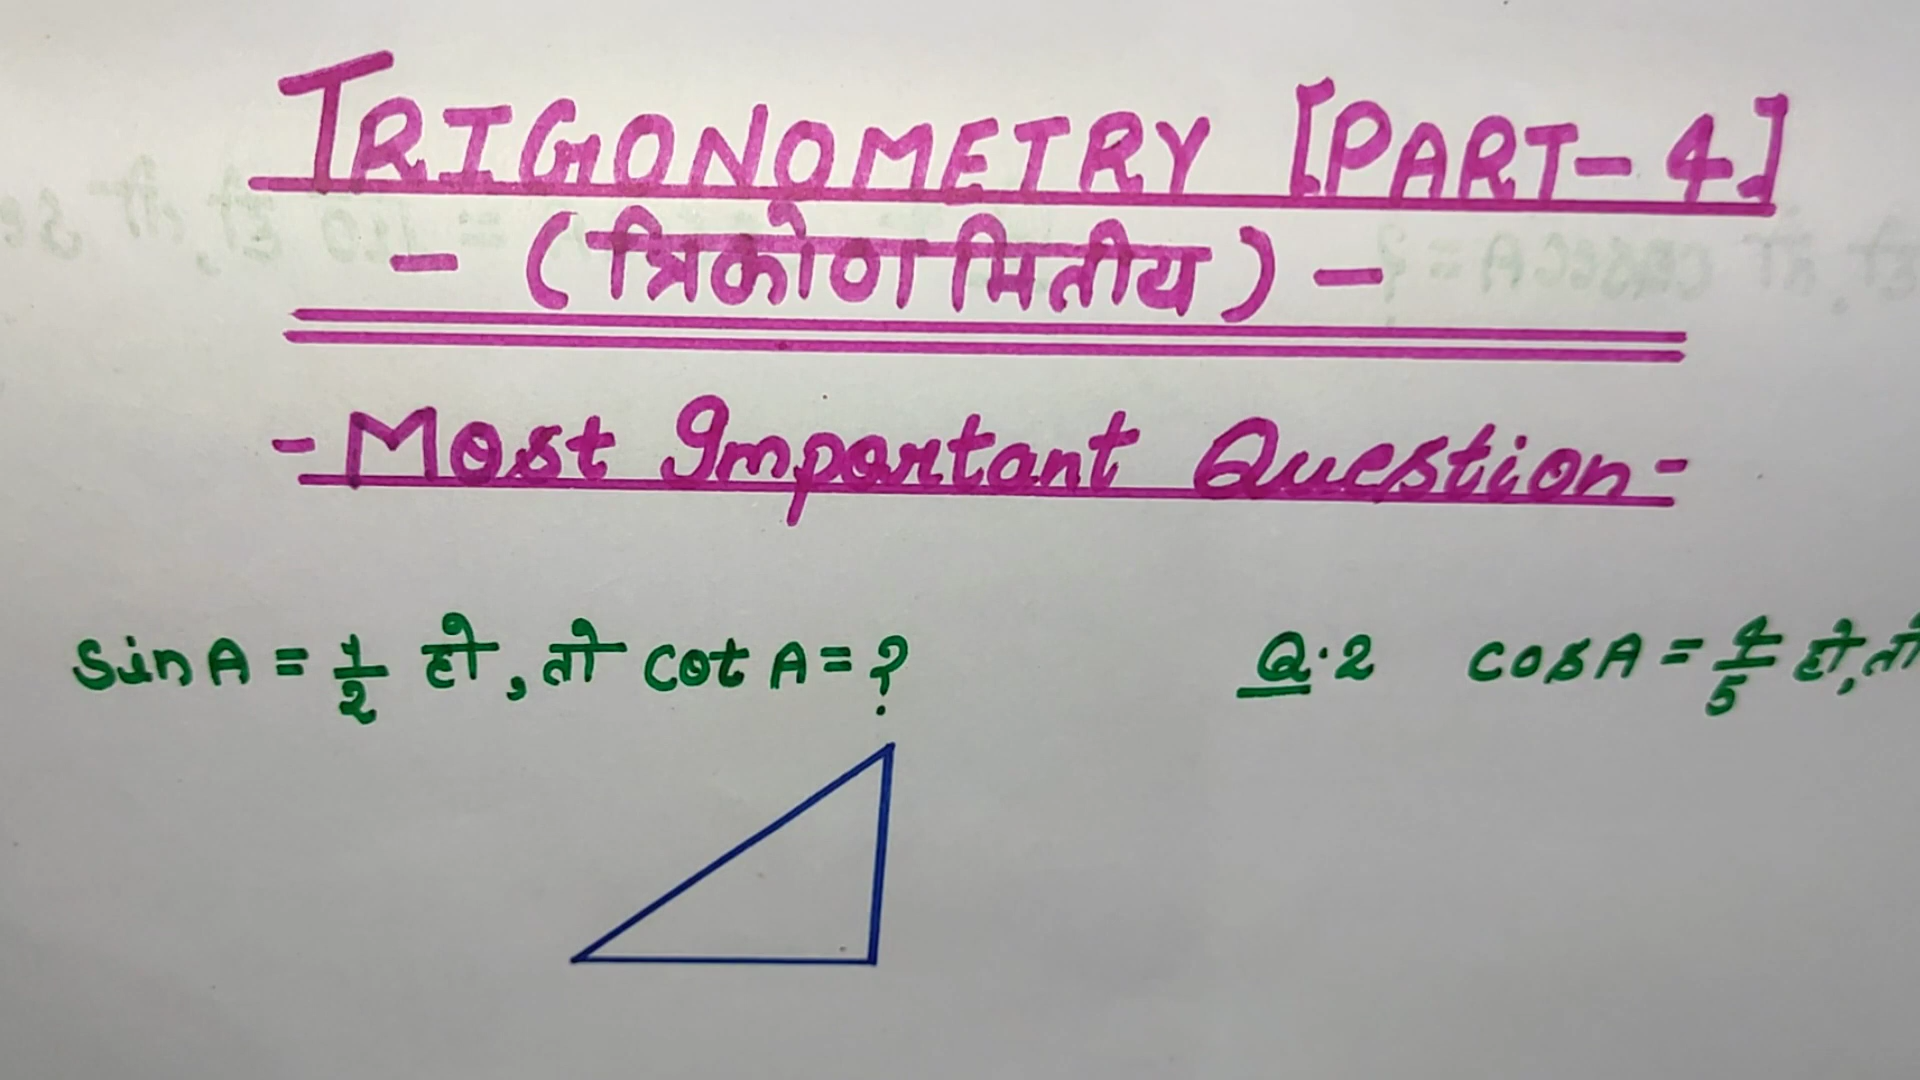 TRIGONOMETRY [PART-4]
- (त्रिकोणमितीय) -
- Most Important Question -
sin A = 1/2 हो, तो cot A = ?
Q.2 cos A = 4/5 हो, तो